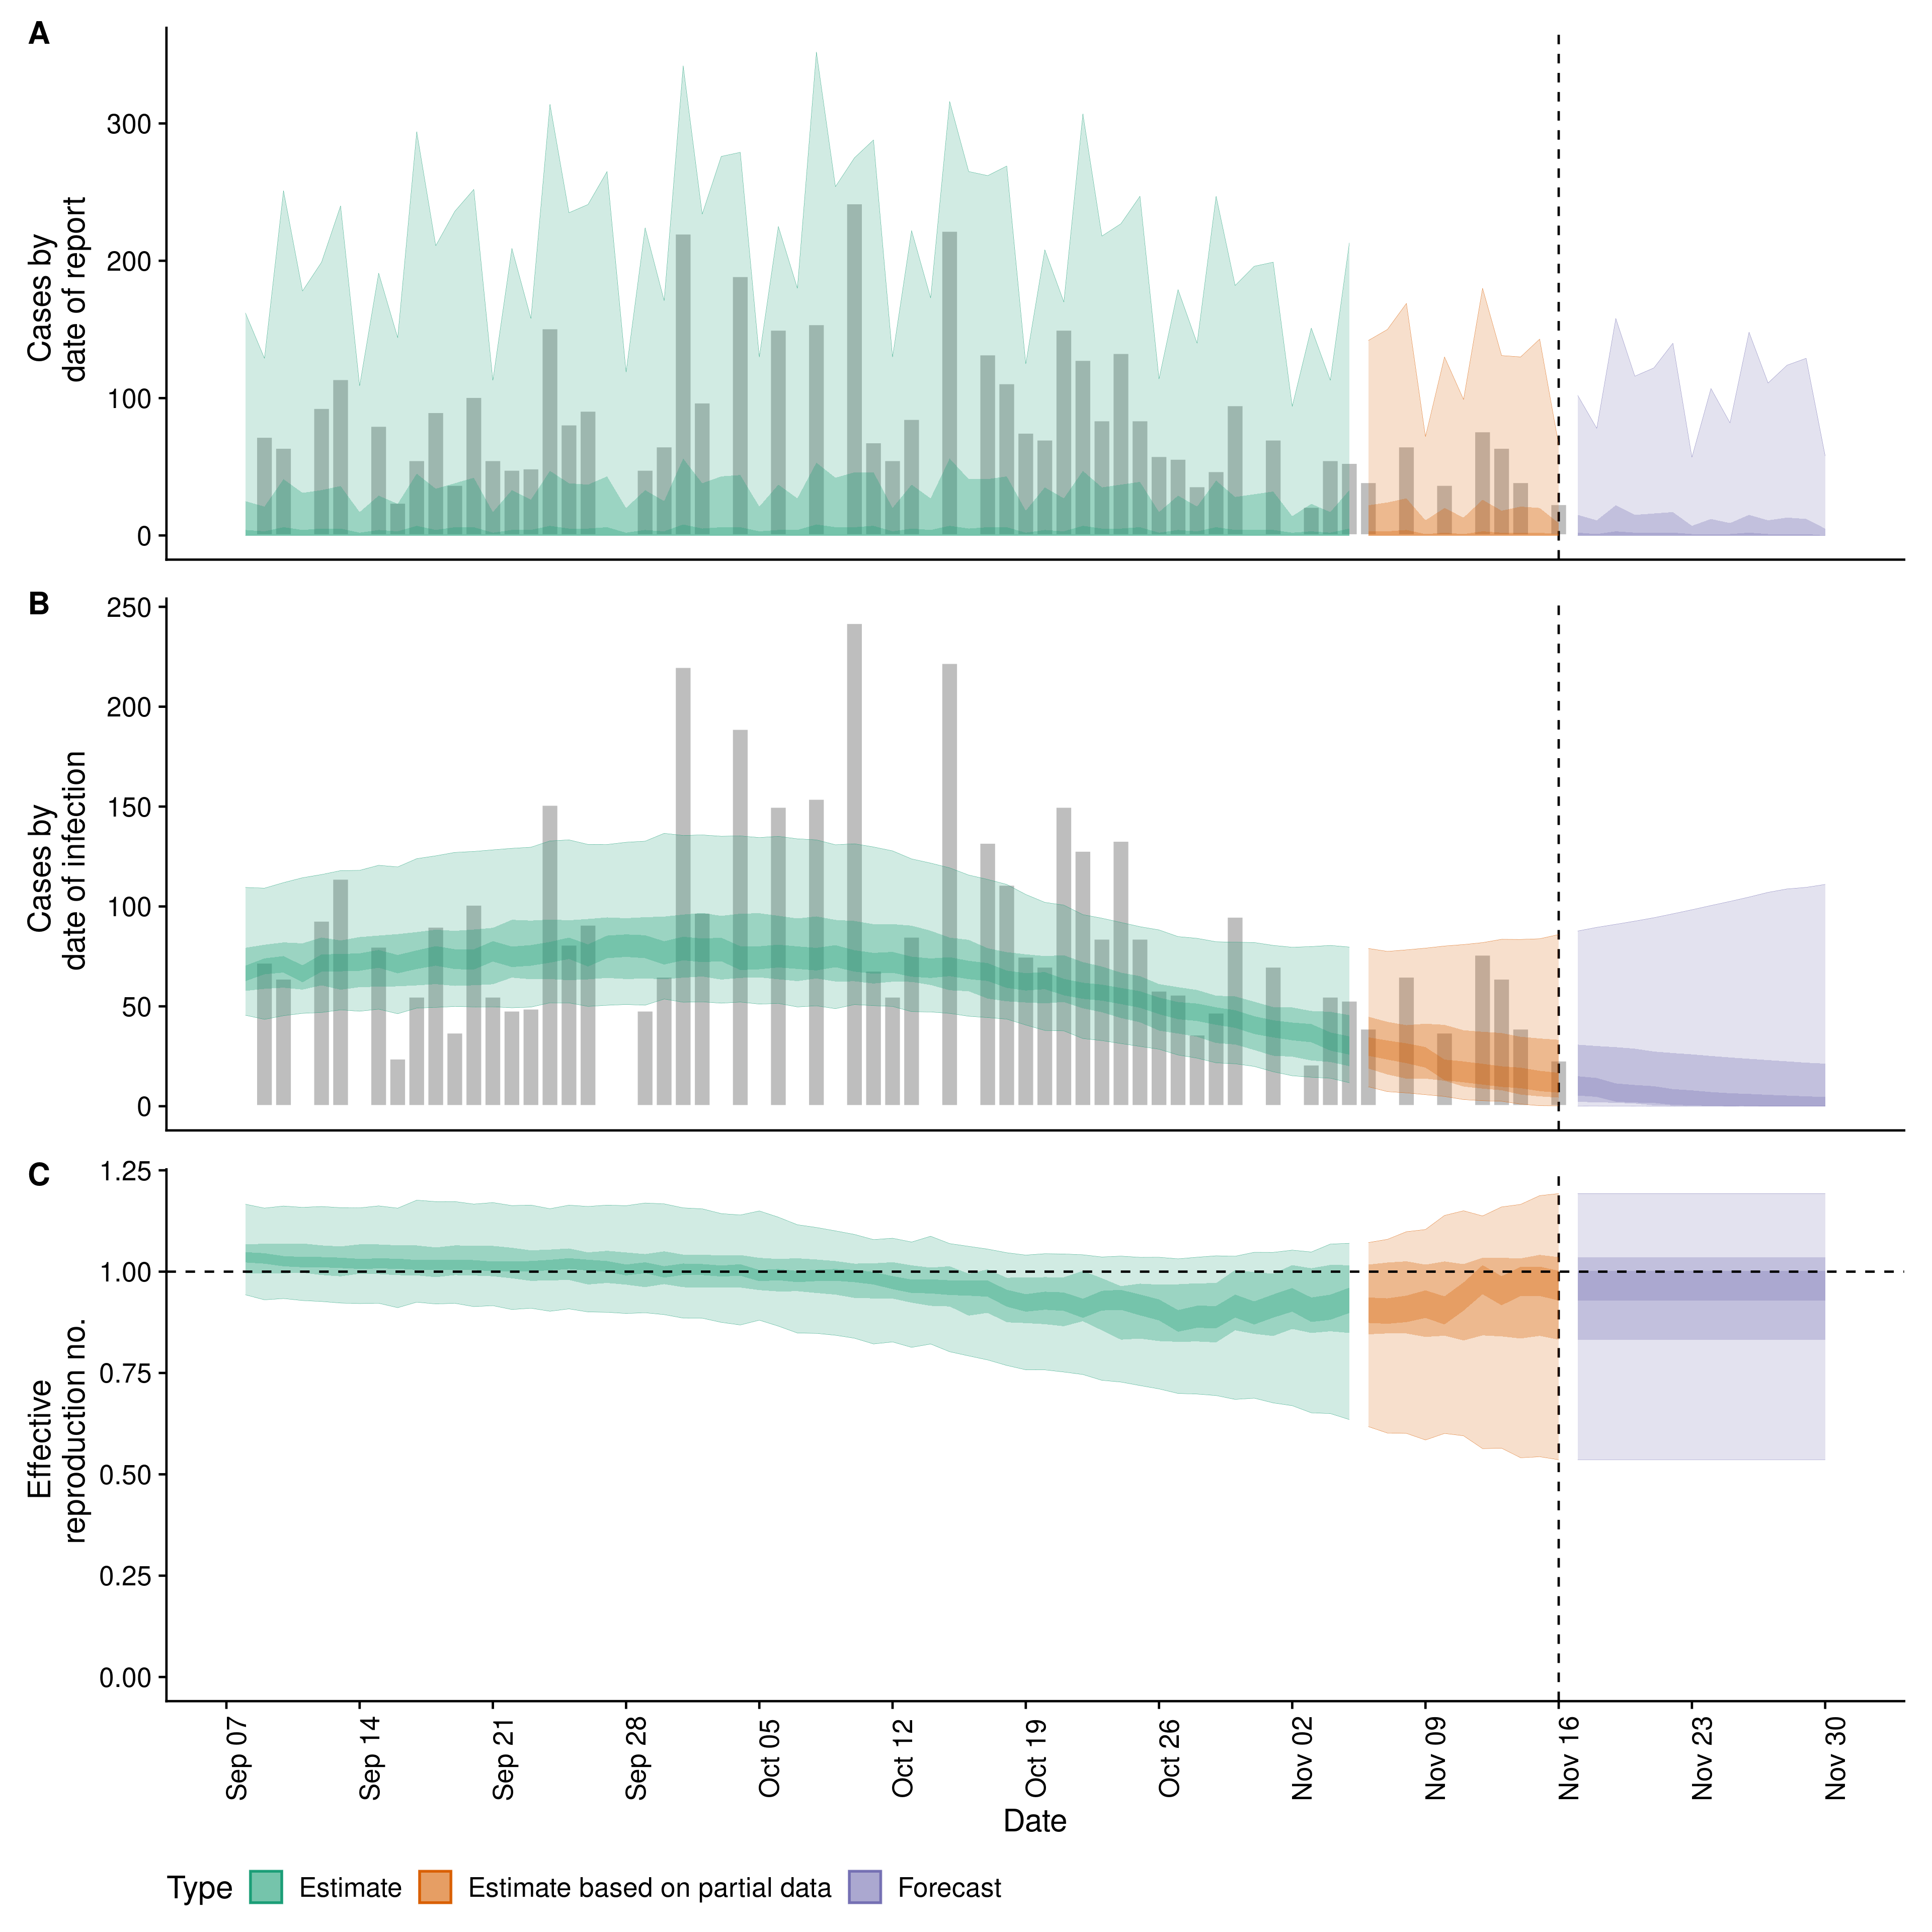 A
Cases by
date of report
300
200
100
0
B
Cases by
date of infection
250
200
150
100
50
0
C
Effective
reproduction no.
1.25
1.00
0.75
0.50
0.25
0.00
Sep 07
Sep 14
Sep 21
Sep 28
Oct 05
Oct 12
Oct 19
Oct 26
Nov 02
Nov 09
Nov 16
Nov 23
Nov 30
Date
Type Estimate Estimate based on partial data Forecast